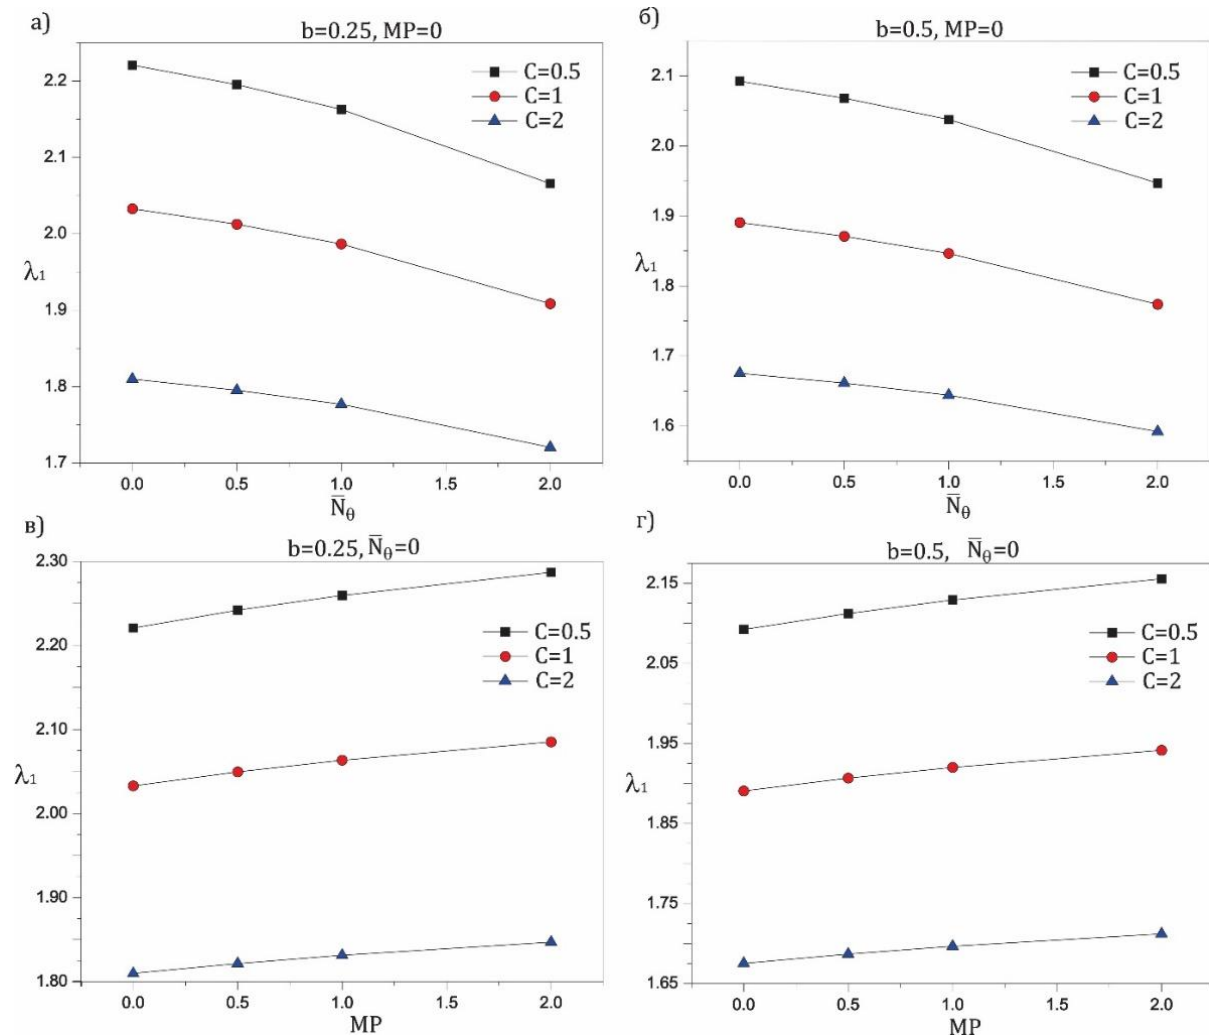 а)
b=0.25, MP=0
C=0.5
C=1
C=2
λ₁
2.2
2.1
2.0
1.9
1.8
1.7
0.0 0.5 1.0 1.5 2.0
N̅θ
б)
b=0.5, MP=0
C=0.5
C=1
C=2
λ₁
2.1
2.0
1.9
1.8
1.7
1.6
0.0 0.5 1.0 1.5 2.0
N̅θ
в)
b=0.25, N̅θ=0
C=0.5
C=1
C=2
λ₁
2.30
2.20
2.10
2.00
1.90
1.80
0.0 0.5 1.0 1.5 2.0
MP
г)
b=0.5, N̅θ=0
C=0.5
C=1
C=2
λ₁
2.15
2.05
1.95
1.85
1.75
1.65
0.0 0.5 1.0 1.5 2.0
MP